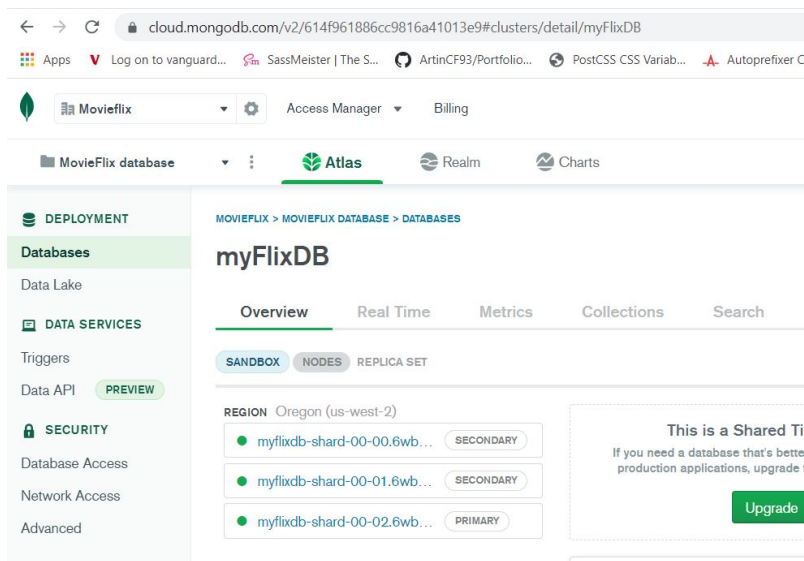 cloud.mongodb.com/v2/614f961886cc9816a41013e9#clusters/detail/myFlixDB
Apps Log on to vanguard... SassMeister | The S... ArtinCF93/Portfolio... PostCSS CSS Variab... Autoprefixer C
Movieflix Access Manager Billing
MovieFlix database Atlas Realm Charts
DEPLOYMENT
Databases
Data Lake
DATA SERVICES
Triggers
Data API PREVIEW
SECURITY
Database Access
Network Access
Advanced
MOVIEFLIX > MOVIEFLIX DATABASE > DATABASES
myFlixDB
Overview Real Time Metrics Collections Search
SANDBOX NODES REPLICA SET
REGION Oregon (us-west-2)
myflixdb-shard-00-00.6wb... SECONDARY
myflixdb-shard-00-01.6wb... SECONDARY
myflixdb-shard-00-02.6wb... PRIMARY
This is a Shared Ti
If you need a database that's bette
production applications, upgrade
Upgrade